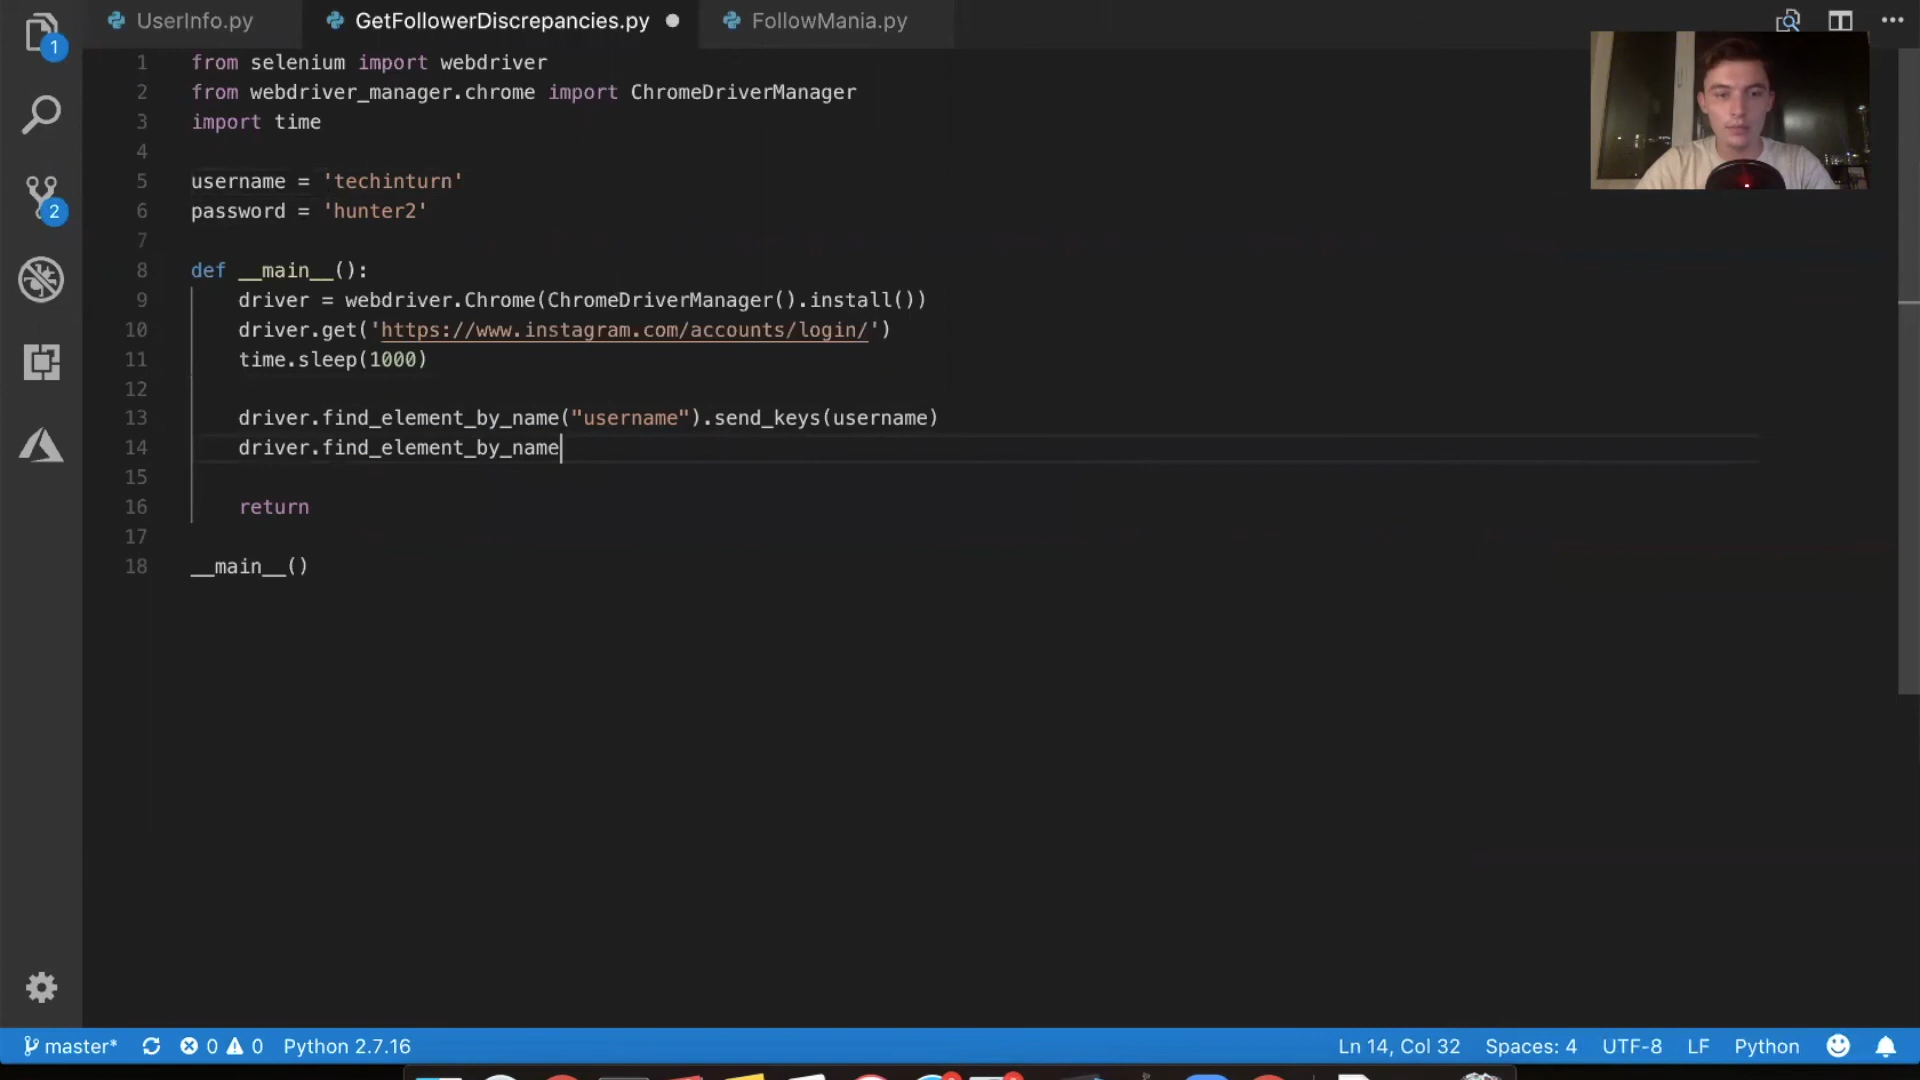 UserInfo.py GetFollowerDiscrepancies.py FollowMania.py
1
2
1 from selenium import webdriver
2 from webdriver_manager.chrome import ChromeDriverManager
3 import time
4
5 username = 'techinturn'
6 password = 'hunter2'
7
8 def __main__():
9 driver = webdriver.Chrome(ChromeDriverManager().install())
10 driver.get('https://www.instagram.com/accounts/login/')
11 time.sleep(1000)
12
13 driver.find_element_by_name("username").send_keys(username)
14 driver.find_element_by_name
15
16 return
17
18 __main__()
master* 0 0 Python 2.7.16 Ln 14, Col 32 Spaces: 4 UTF-8 LF Python